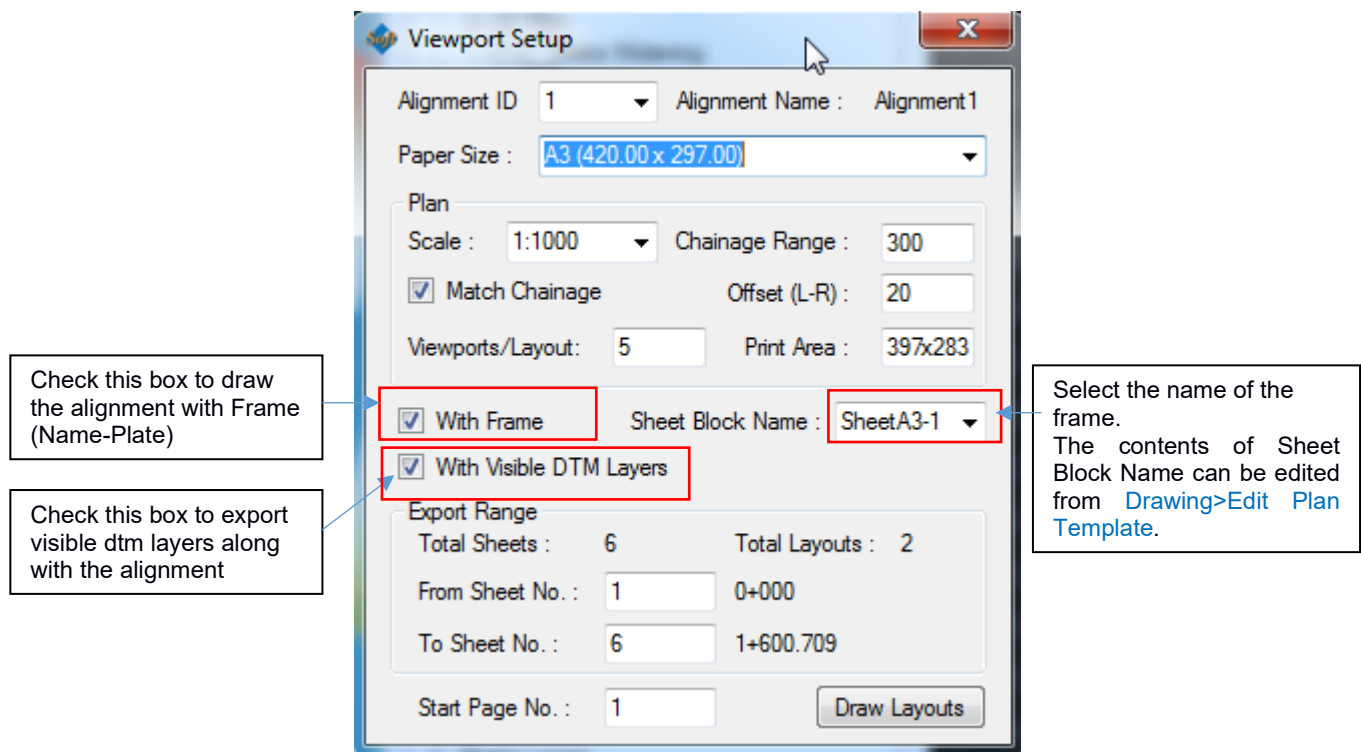 Viewport Setup
Alignment ID 1 Alignment Name : Alignment1
Paper Size : A3 (420.00 x 297.00)
Plan
Scale : 1:1000 Chainage Range : 300
Match Chainage Offset (L-R) : 20
Viewports/Layout: 5 Print Area : 397x283
With Frame Sheet Block Name : SheetA3-1
With Visible DTM Layers
Export Range
Total Sheets : 6 Total Layouts : 2
From Sheet No. : 1 0+000
To Sheet No. : 6 1+600.709
Start Page No. : 1 Draw Layouts
Check this box to draw
the alignment with Frame
(Name-Plate)
Check this box to export
visible dtm layers along
with the alignment
Select the name of the
frame.
The contents of Sheet
Block Name can be edited
from Drawing>Edit Plan
Template.